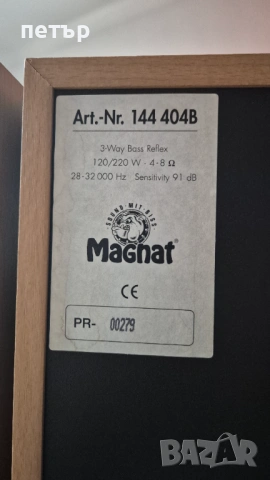 петър
Art.-Nr. 144 404B
3-Way Bass Reflex
120/220 W - 4-8 Ω
28-32 000 Hz Sensitivity 91 dB
SOUND MIT BISS
Magnat®
CE
PR- 00279
BAZAR